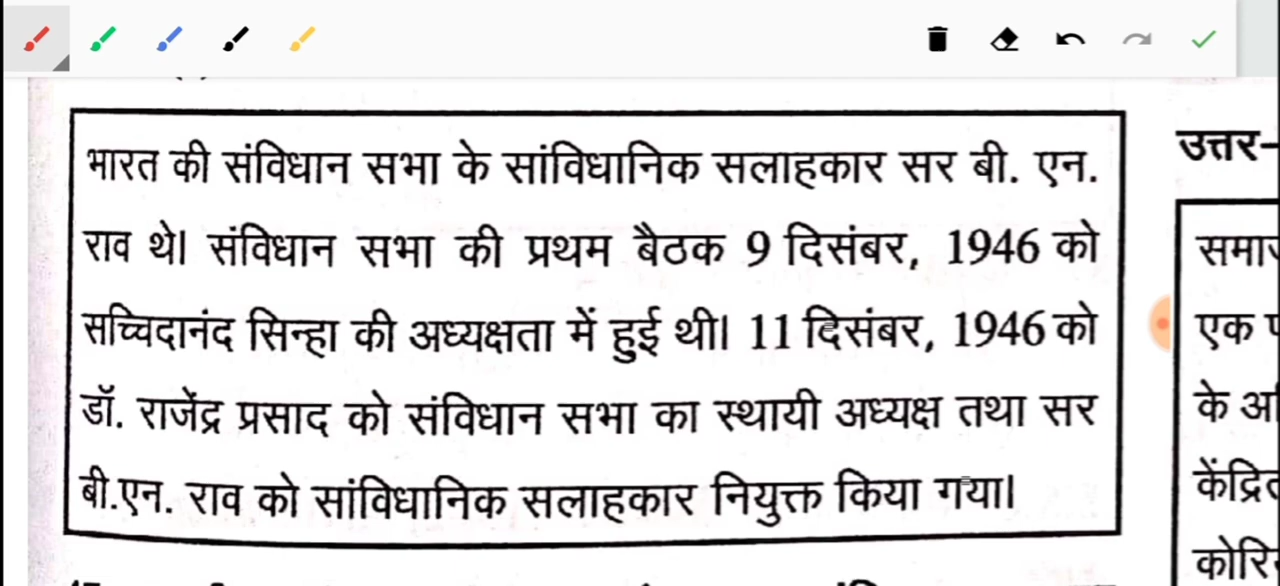 भारत की संविधान सभा के सांविधानिक सलाहकार सर बी. एन.
राव थे। संविधान सभा की प्रथम बैठक 9 दिसंबर, 1946 को
सच्चिदानंद सिन्हा की अध्यक्षता में हुई थी। 11 दिसंबर, 1946 को
डॉ. राजेंद्र प्रसाद को संविधान सभा का स्थायी अध्यक्ष तथा सर
बी.एन. राव को सांविधानिक सलाहकार नियुक्त किया गया।
उत्तर-
एक
के